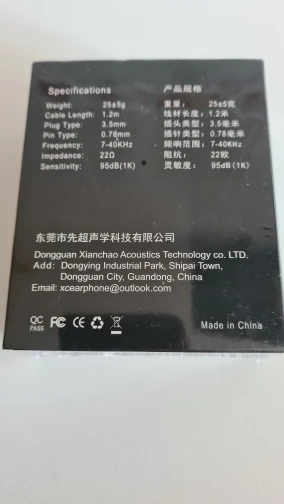 Specifications 产品规格
Weight: 25±5g 重量: 25±5克
Cable Length: 1.2m 线材长度: 1.2米
Plug Type: 3.5mm 插头类型: 3.5毫米
Pin Type: 0.78mm 插针类型: 0.78毫米
Frequency: 7-40KHz 频响范围: 7-40KHz
Impedance: 22Ω 阻抗: 22欧
Sensitivity: 95dB(1K) 灵敏度: 95dB(1K)
东莞市先超声学科技有限公司
Dongguan Xianchao Acoustics Technology co. LTD.
Add: Dongying Industrial Park, Shipai Town,
Dongguan City, Guandong, China
Email: xcearphone@outlook.com
QC PASS FC CE Made in China